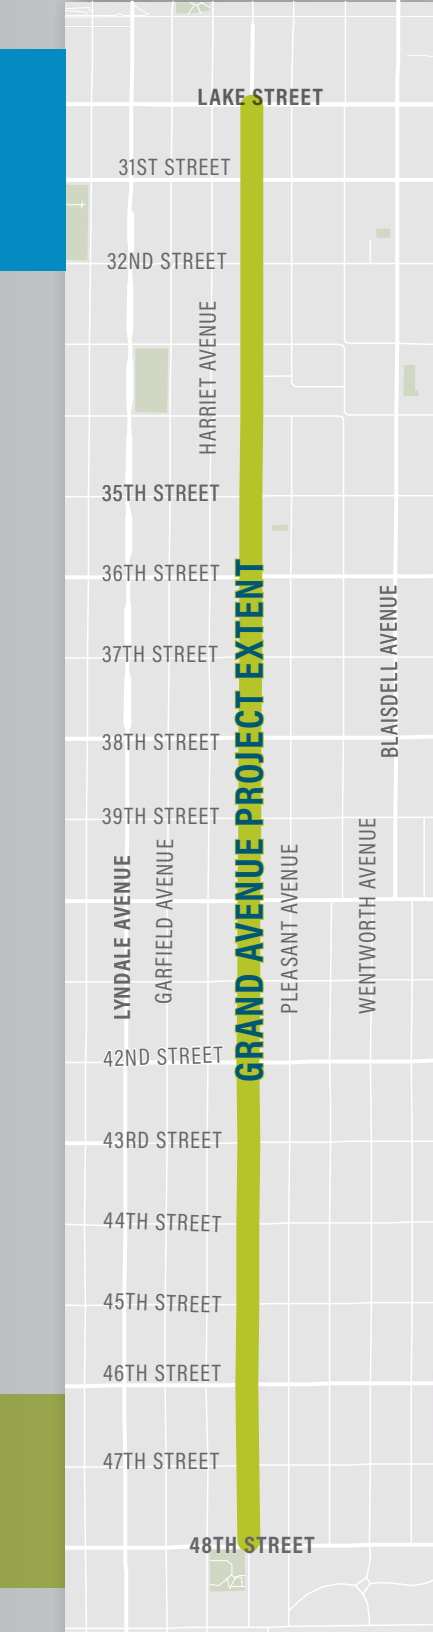 LAKE STREET
31ST STREET
32ND STREET
HARRIET AVENUE
35TH STREET
36TH STREET
GRAND AVENUE PROJECT EXTENT
BLAISDELL AVENUE
37TH STREET
38TH STREET
39TH STREET
LYNDALE AVENUE
GARFIELD AVENUE
PLEASANT AVENUE
WENTWORTH AVENUE
42ND STREET
43RD STREET
44TH STREET
45TH STREET
46TH STREET
47TH STREET
48TH STREET